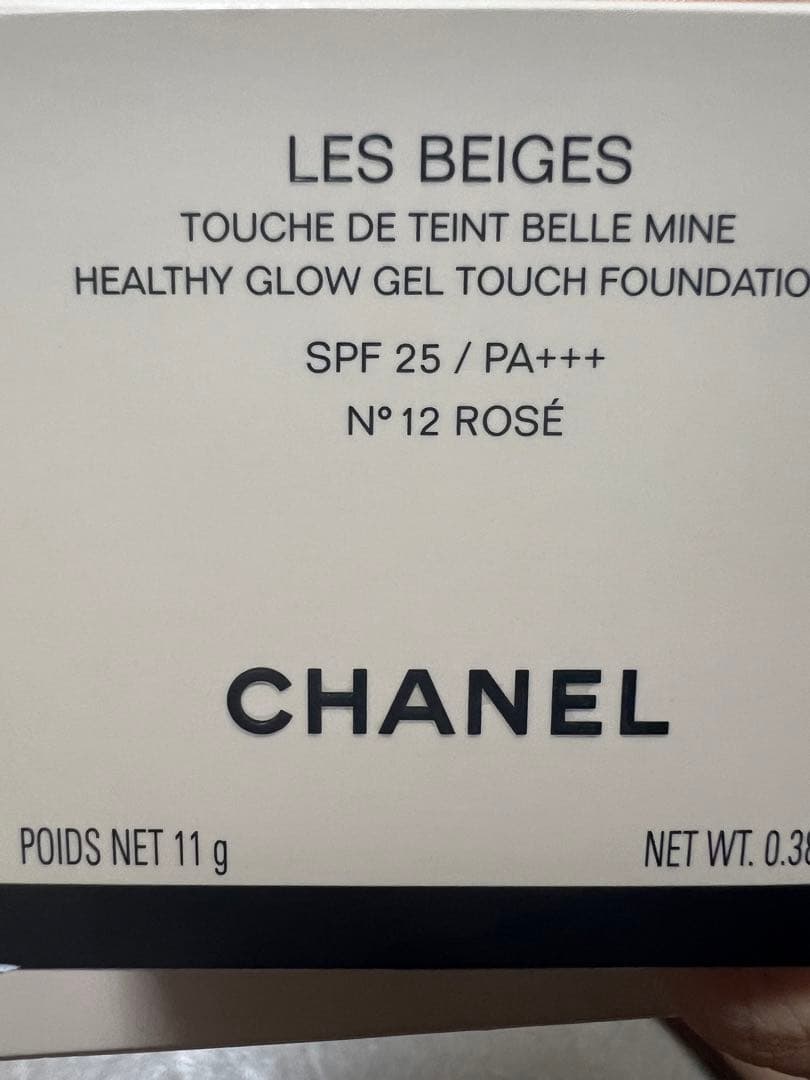 LES BEIGES
TOUCHE DE TEINT BELLE MINE
HEALTHY GLOW GEL TOUCH FOUNDATIO
SPF 25 / PA+++
N° 12 ROSÉ
CHANEL
POIDS NET 11 g
NET WT. 0.38